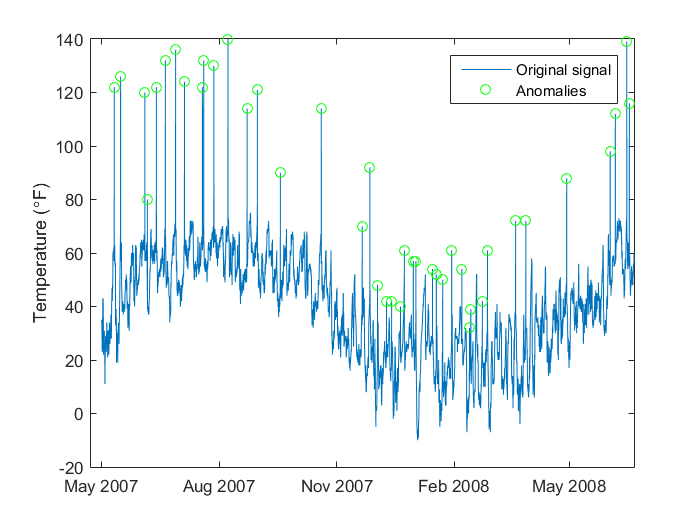 140
120
100
80
60
40
20
0
-20
Temperature (°F)
Original signal
Anomalies
May 2007
Aug 2007
Nov 2007
Feb 2008
May 2008